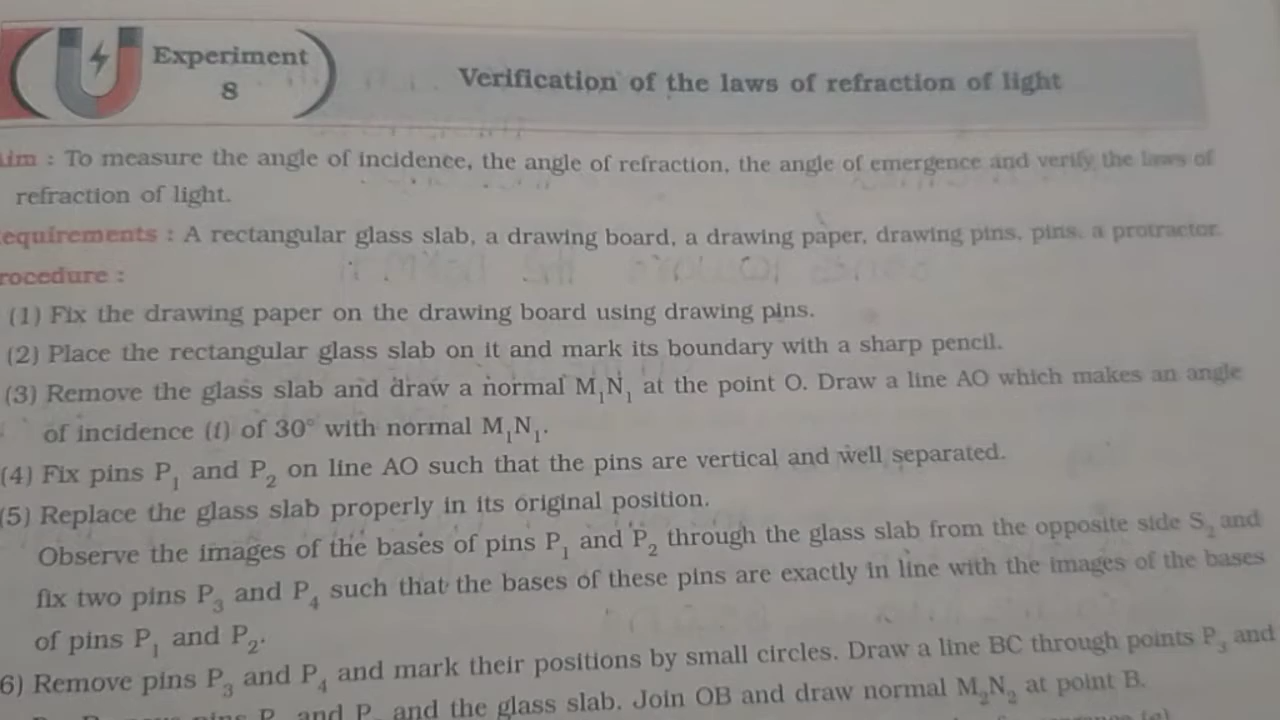 Experiment
8
Verification of the laws of refraction of light
im : To measure the angle of incidence, the angle of refraction, the angle of emergence and verify the laws of
refraction of light.
equirements : A rectangular glass slab, a drawing board, a drawing paper, drawing pins, pins, a protractor.
rocedure :
(1) Fix the drawing paper on the drawing board using drawing pins.
(2) Place the rectangular glass slab on it and mark its boundary with a sharp pencil.
(3) Remove the glass slab and draw a normal M₁N₁ at the point O. Draw a line AO which makes an angle
of incidence (i) of 30° with normal M₁N₁.
(4) Fix pins P₁ and P₂ on line AO such that the pins are vertical and well separated.
(5) Replace the glass slab properly in its original position.
Observe the images of the bases of pins P₁ and P₂ through the glass slab from the opposite side S₂ and
fix two pins P₃ and P₄ such that the bases of these pins are exactly in line with the images of the bases
of pins P₁ and P₂.
6) Remove pins P₃ and P₄ and mark their positions by small circles. Draw a line BC through points P₃ and
pins P and P and the glass slab. Join OB and draw normal M₂N₂ at point B.